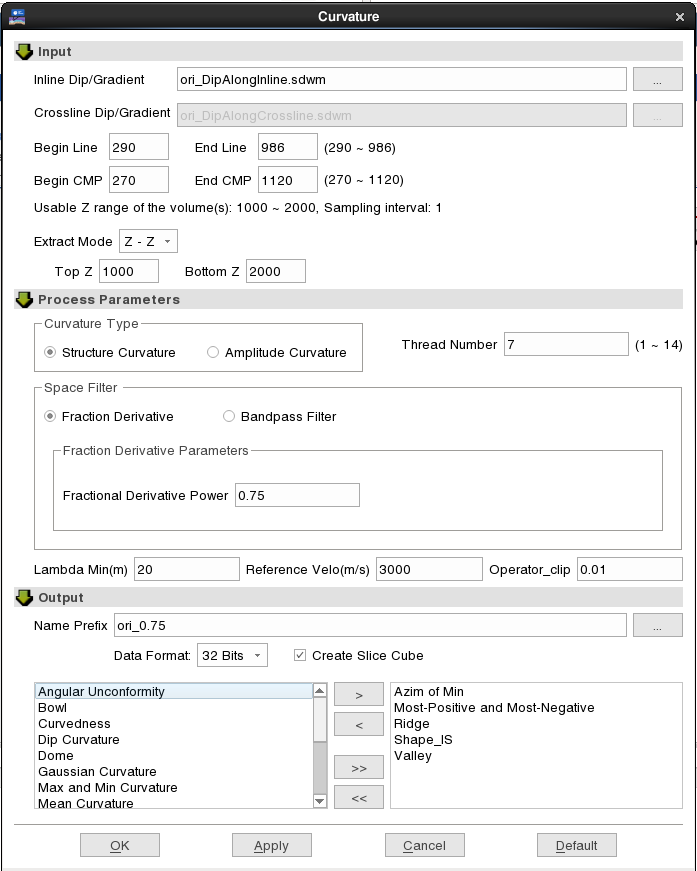 Curvature
Input
Inline Dip/Gradient ori_DipAlongInline.sdwm ...
Crossline Dip/Gradient ori_DipAlongCrossline.sdwm ...
Begin Line 290 End Line 986 (290 ~ 986)
Begin CMP 270 End CMP 1120 (270 ~ 1120)
Usable Z range of the volume(s): 1000 ~ 2000, Sampling interval: 1
Extract Mode Z - Z
Top Z 1000 Bottom Z 2000
Process Parameters
Curvature Type
Structure Curvature Amplitude Curvature Thread Number 7 (1 ~ 14)
Space Filter
Fraction Derivative Bandpass Filter
Fraction Derivative Parameters
Fractional Derivative Power 0.75
Lambda Min(m) 20 Reference Velo(m/s) 3000 Operator_clip 0.01
Output
Name Prefix ori_0.75 ...
Data Format: 32 Bits Create Slice Cube
Angular Unconformity
Bowl
Curvedness
Dip Curvature
Dome
Gaussian Curvature
Max and Min Curvature
Mean Curvature
>
<
>>
<<
Azim of Min
Most-Positive and Most-Negative
Ridge
Shape_IS
Valley
OK Apply Cancel Default